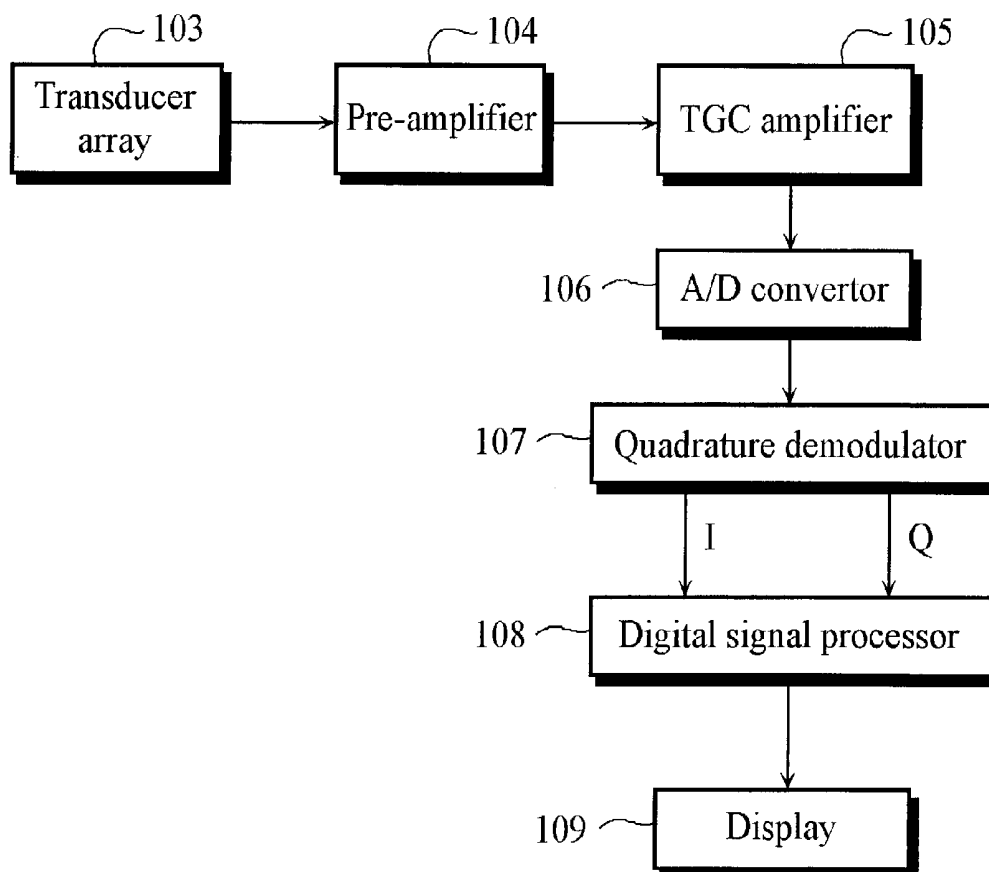 103
104
105
Transducer
array
Pre-amplifier
TGC amplifier
106
A/D convertor
107
Quadrature demodulator
I
Q
108
Digital signal processor
109
Display